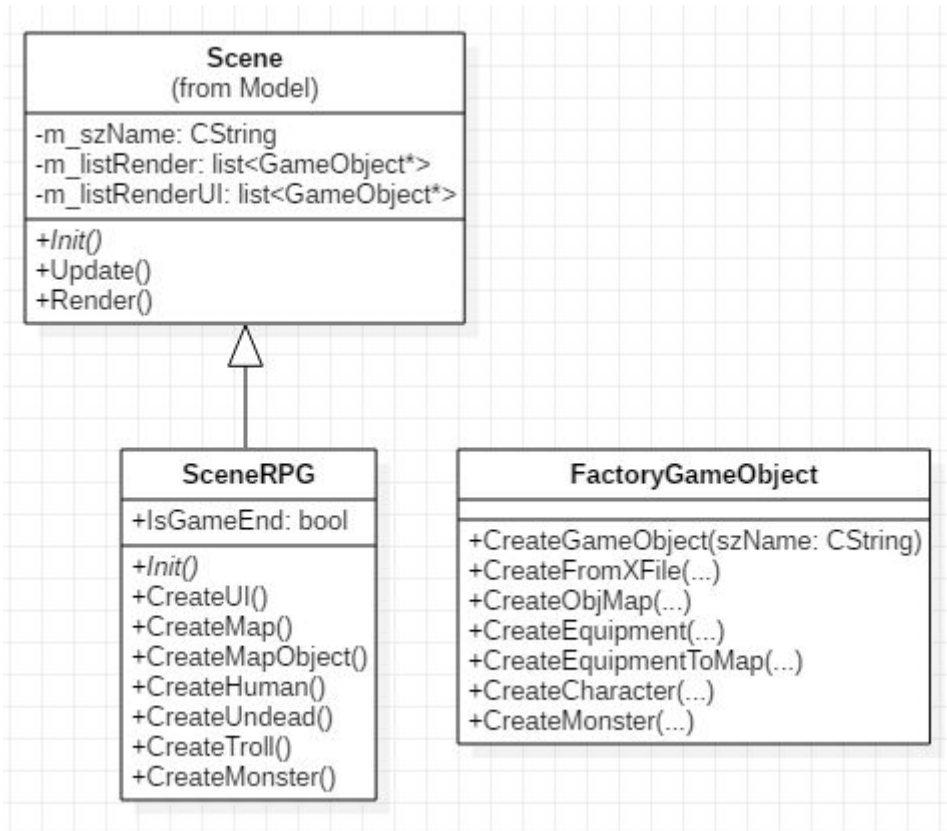 Scene
(from Model)
-m_szName: CString
-m_listRender: list<GameObject*>
-m_listRenderUI: list<GameObject*>
+Init()
+Update()
+Render()
SceneRPG
+IsGameEnd: bool
+Init()
+CreateUI()
+CreateMap()
+CreateMapObject()
+CreateHuman()
+CreateUndead()
+CreateTroll()
+CreateMonster()
FactoryGameObject
+CreateGameObject(szName: CString)
+CreateFromXFile(...)
+CreateObjMap(...)
+CreateEquipment(...)
+CreateEquipmentToMap(...)
+CreateCharacter(...)
+CreateMonster(...)